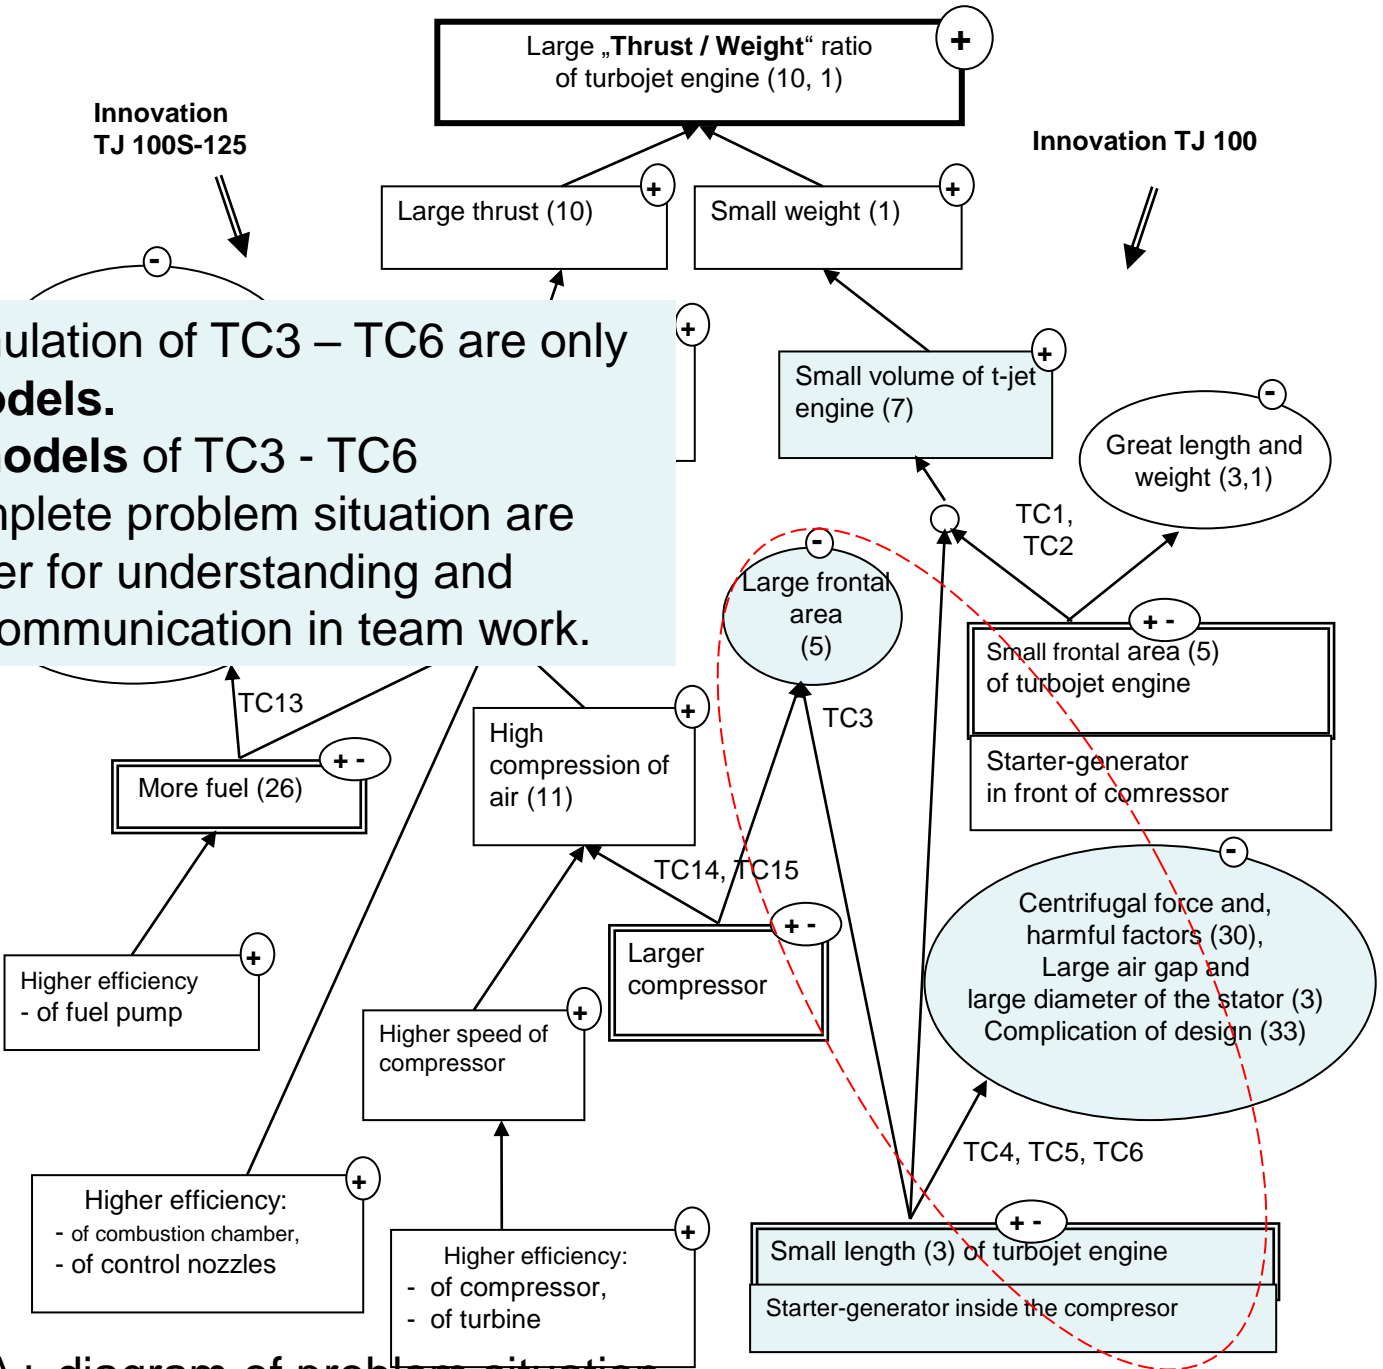 Large „Thrust / Weight“ ratio
of turbojet engine (10, 1)
+
Innovation
TJ 100S-125
Innovation TJ 100
Large thrust (10)
+
Small weight (1)
+
-
+
Small volume of t-jet
engine (7)
+
TC3 – TC6 are only
of TC3 - TC6
problem situation are
for understanding and
in team work.
-
Great length and
weight (3,1)
TC1,
TC2
-
Large frontal
area
(5)
+ -
Small frontal area (5)
of turbojet engine
Starter-generator
in front of comressor
TC13
TC3
+ -
More fuel (26)
+
High
compression of
air (11)
TC14, TC15
-
Centrifugal force and,
harmful factors (30),
Large air gap and
large diameter of the stator (3)
Complication of design (33)
+ -
Larger
compressor
+
Higher efficiency
- of fuel pump
+
Higher speed of
compressor
TC4, TC5, TC6
+
Higher efficiency:
- of combustion chamber,
- of control nozzles
+
Higher efficiency:
- of compressor,
- of turbine
+ -
Small length (3) of turbojet engine
Starter-generator inside the compresor
diagram of problem situation